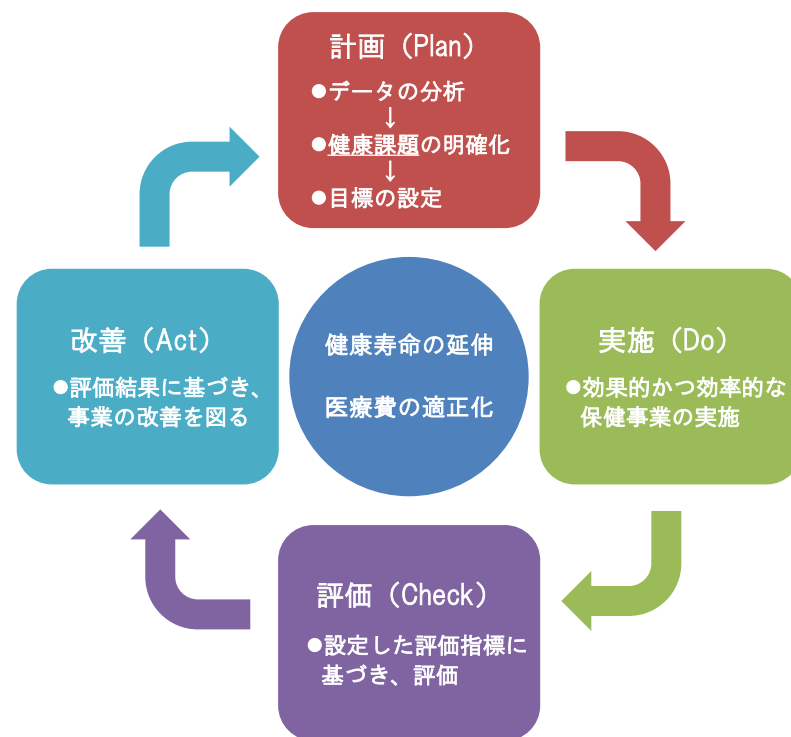 計画（Plan）
●データの分析
↓
●健康課題の明確化
↓
●目標の設定
改善（Act）
●評価結果に基づき、
事業の改善を図る
健康寿命の延伸
医療費の適正化
実施（Do）
●効果的かつ効率的な
保健事業の実施
評価（Check）
●設定した評価指標に
基づき、評価